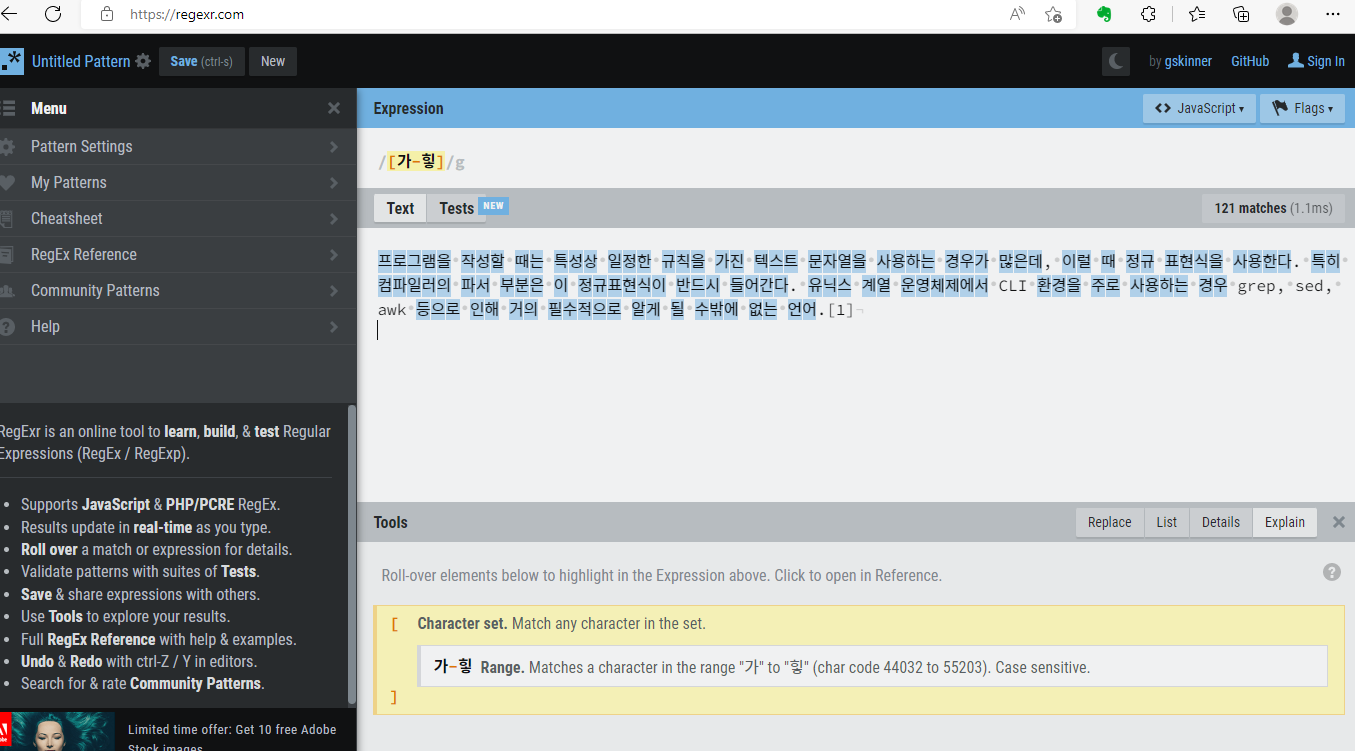 https://regexr.com
Untitled Pattern Save (ctrl-s) New by gskinner GitHub Sign In
Menu
Pattern Settings
My Patterns
Cheatsheet
RegEx Reference
Community Patterns
Help
RegExr is an online tool to learn, build, & test Regular
Expressions (RegEx / RegExp).
• Supports JavaScript & PHP/PCRE RegEx.
• Results update in real-time as you type.
• Roll over a match or expression for details.
• Validate patterns with suites of Tests.
• Save & share expressions with others.
• Use Tools to explore your results.
• Full RegEx Reference with help & examples.
• Undo & Redo with ctrl-Z / Y in editors.
• Search for & rate Community Patterns.
Limited time offer: Get 10 free Adobe
Stock images.
Expression <> JavaScript ▾ Flags ▾
/[가-힣]/g
Text Tests NEW 121 matches (1.1ms)
프로그램을 작성할 때는 특성상 일정한 규칙을 가진 텍스트 문자열을 사용하는 경우가 많은데, 이럴 때 정규 표현식을 사용한다. 특히
컴파일러의 파서 부분은 이 정규표현식이 반드시 들어간다. 유닉스 계열 운영체제에서 CLI 환경을 주로 사용하는 경우 grep, sed,
awk 등으로 인해 거의 필수적으로 알게 될 수밖에 없는 언어.[1]
Tools Replace List Details Explain
Roll-over elements below to highlight in the Expression above. Click to open in Reference.
[ Character set. Match any character in the set.
가-힣 Range. Matches a character in the range "가" to "힣" (char code 44032 to 55203). Case sensitive.
]